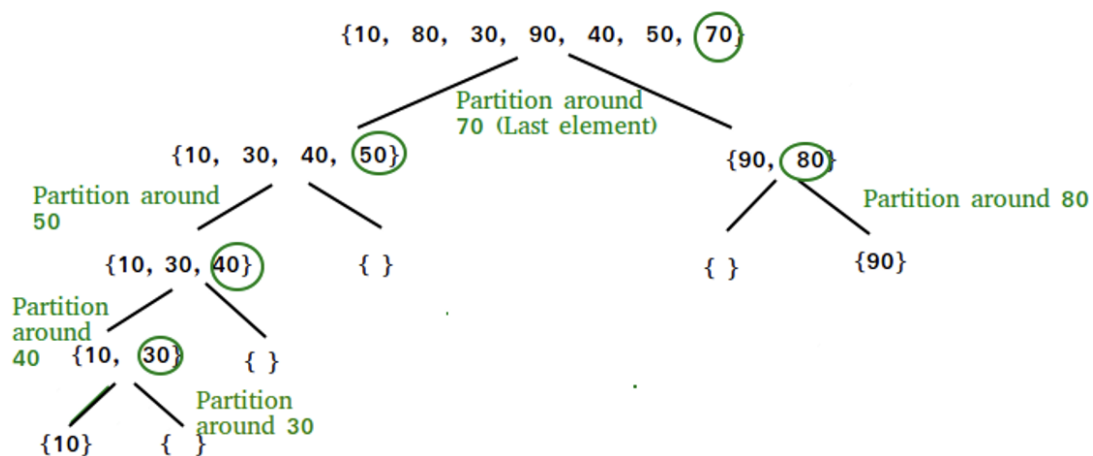 {10, 80, 30, 90, 40, 50, 70}
Partition around
70 (Last element)
{10, 30, 40, 50}
{90, 80}
Partition around
50
Partition around 80
{10, 30, 40}
{ }
{ }
{90}
Partition
around
40
{10, 30}
{ }
Partition
around 30
{10}
{ }